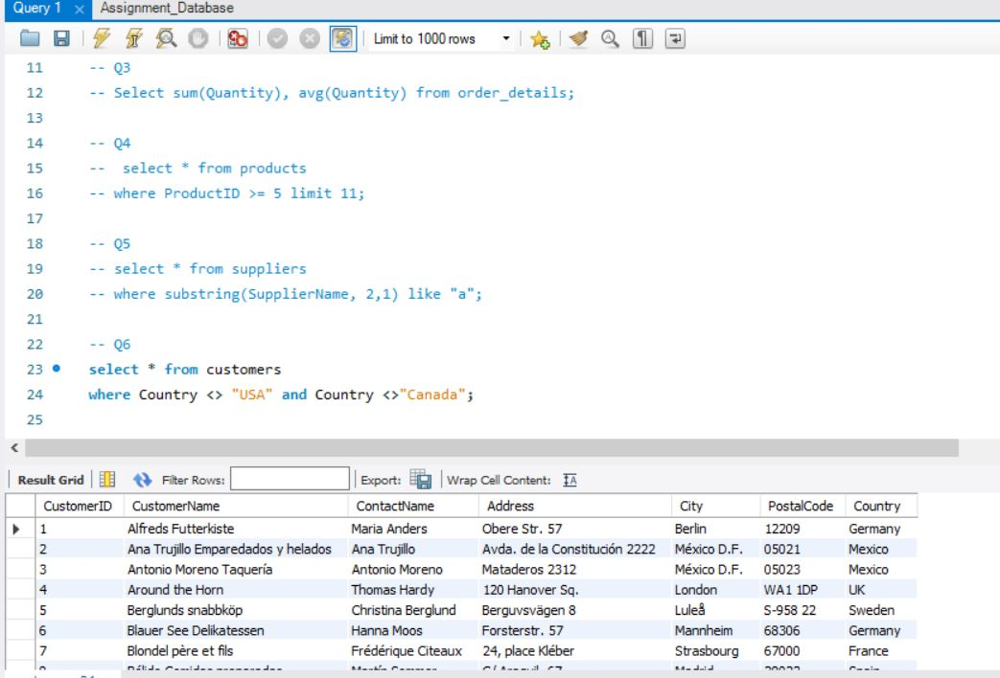 Query 1 × Assignment_Database
Limit to 1000 rows
11
12
13
14
15
16
17
18
19
20
21
22
23
24
25
-- Q3
-- Select sum(Quantity), avg(Quantity) from order_details;
-- Q4
--  select * from products
-- where ProductID >= 5 limit 11;
-- Q5
-- select * from suppliers
-- where substring(SupplierName, 2,1) like "a";
-- Q6
select * from customers
where Country <> "USA" and Country <>"Canada";
Result Grid Filter Rows: Export: Wrap Cell Content:
CustomerID CustomerName ContactName Address City PostalCode Country
1 Alfreds Futterkiste Maria Anders Obere Str. 57 Berlin 12209 Germany
2 Ana Trujillo Emparedados y helados Ana Trujillo Avda. de la Constitución 2222 México D.F. 05021 Mexico
3 Antonio Moreno Taquería Antonio Moreno Mataderos 2312 México D.F. 05023 Mexico
4 Around the Horn Thomas Hardy 120 Hanover Sq. London WA1 1DP UK
5 Berglunds snabbköp Christina Berglund Berguvsvägen 8 Luleå S-958 22 Sweden
6 Blauer See Delikatessen Hanna Moos Forsterstr. 57 Mannheim 68306 Germany
7 Blondel père et fils Frédérique Citeaux 24, place Kléber Strasbourg 67000 France